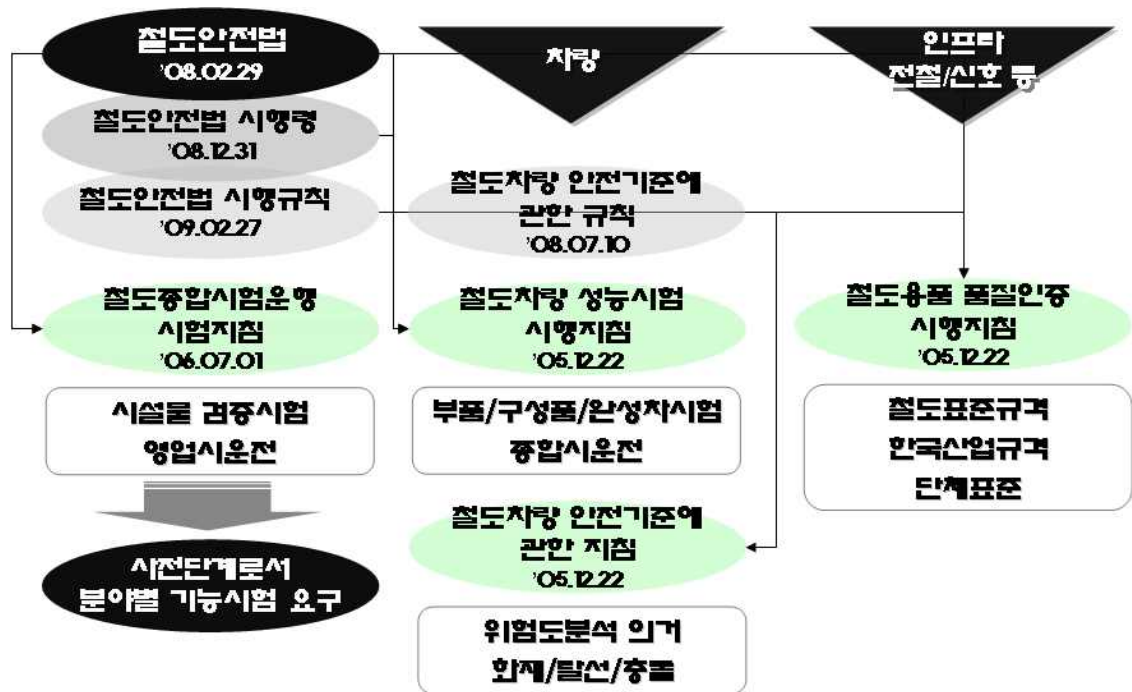 철도안전법
'08.02.29
차량
인프라
전철/신호 등
철도안전법 시행령
'08.12.31
철도안전법 시행규칙
'09.02.27
철도차량 안전기준에
관한 규칙
'08.07.10
철도종합시험운행
시험지침
'06.07.01
철도차량 성능시험
시행지침
'05.12.22
철도용품 품질인증
시행지침
'05.12.22
시설물 검증시험
영업시운전
부품/구성품/완성차시험
종합시운전
철도표준규격
한국산업규격
단체표준
철도차량 안전기준에
관한 지침
'05.12.22
사전단계로서
분야별 기능시험 요구
위험도분석 의거
화재/탈선/충돌